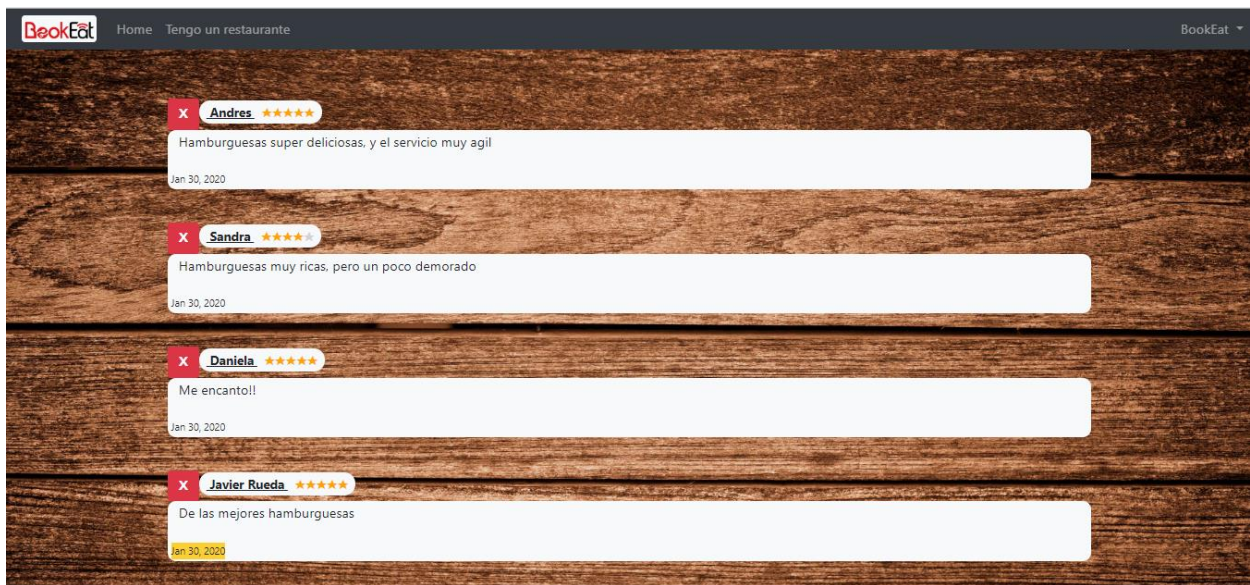 BookEat Home Tengo un restaurante BookEat
X Andres
Hamburguesas super deliciosas, y el servicio muy agil
Jan 30, 2020
X Sandra
Hamburguesas muy ricas, pero un poco demorado
Jan 30, 2020
X Daniela
Me encanto!!
Jan 30, 2020
X Javier Rueda
De las mejores hamburguesas
Jan 30, 2020